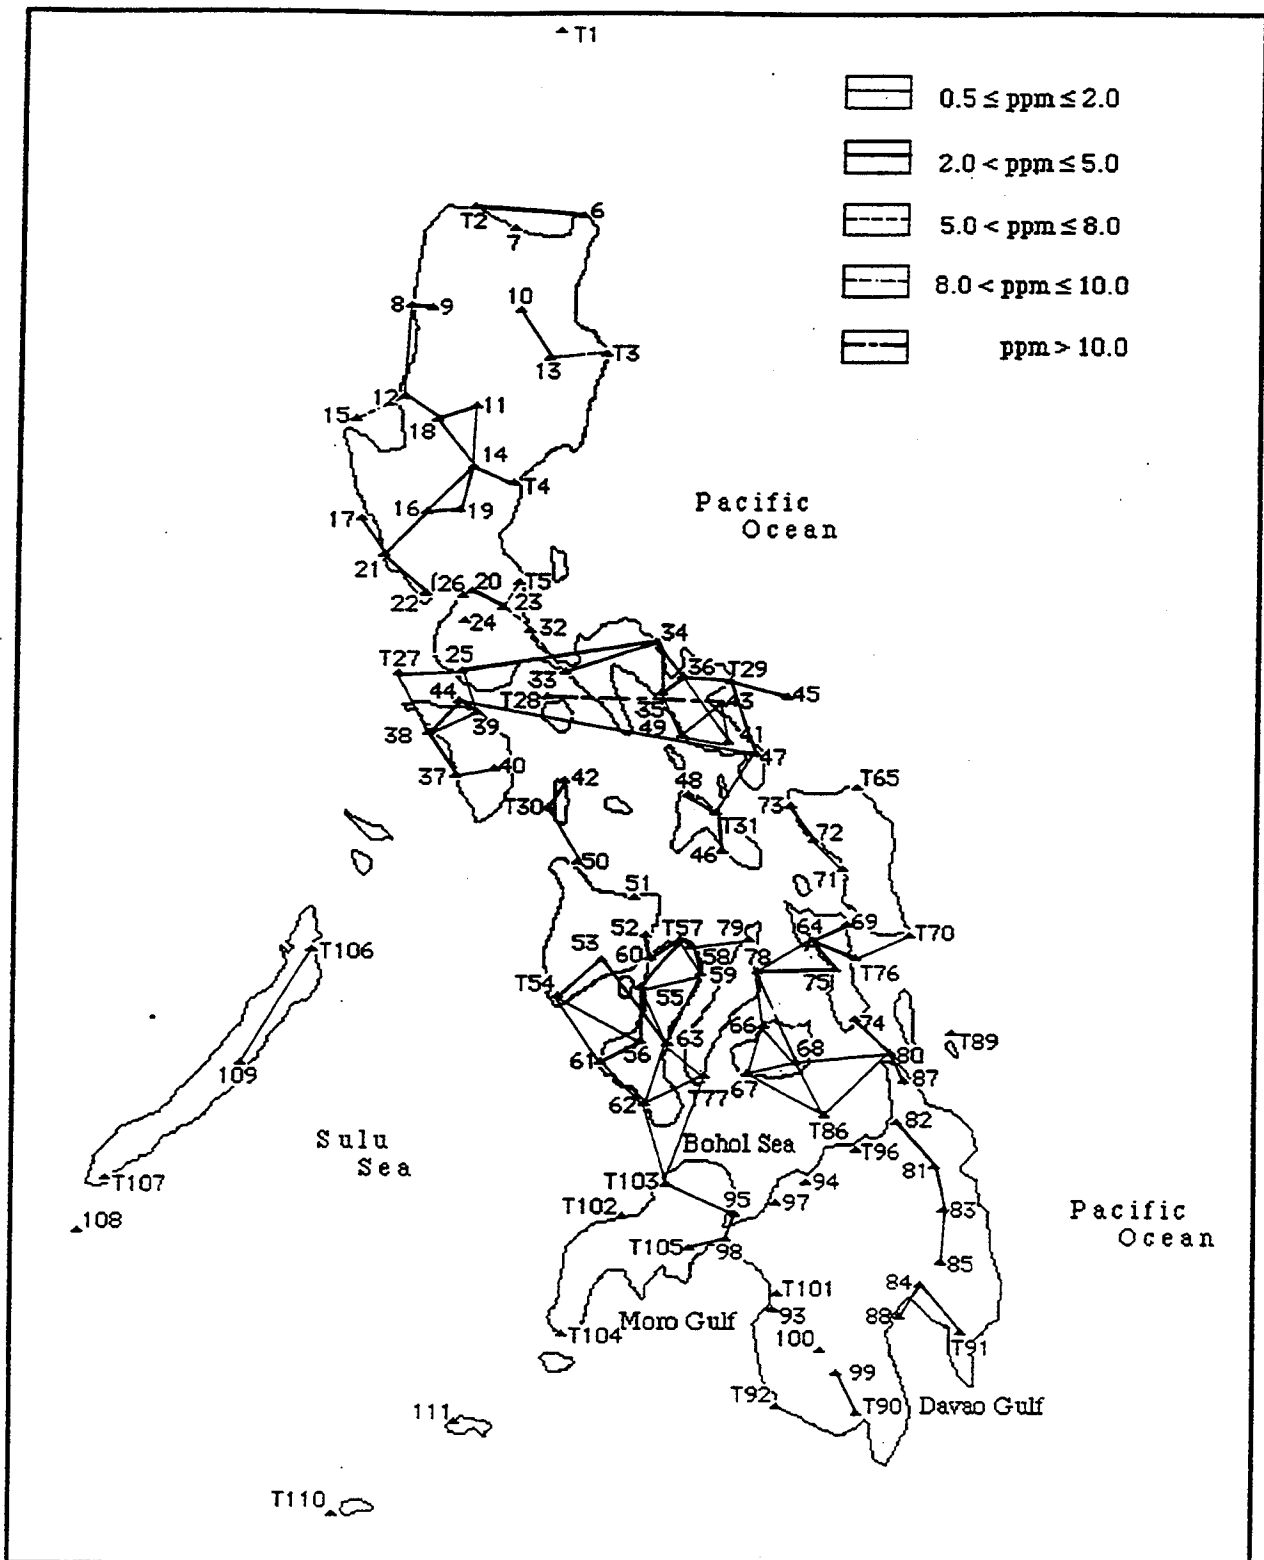 T1
0.5 ≤ ppm ≤ 2.0
2.0 < ppm ≤ 5.0
5.0 < ppm ≤ 8.0
8.0 < ppm ≤ 10.0
ppm > 10.0
T2
6
7
8
9
10
13
T3
12
11
15
18
14
T4
16
19
17
Pacific
Ocean
21
22
26
20
T5
23
24
32
34
T27
25
33
36
T29
44
T28
35
43
45
38
39
49
41
47
37
40
42
48
T65
T30
73
T31
72
46
50
71
51
52
T57
79
64
69
T70
53
60
58
78
T106
59
75
T76
T54
55
66
74
T89
63
56
68
80
61
109
67
87
T77
62
T86
82
Bohol Sea
T96
Sulu
Sea
81
T107
T103
94
108
T102
95
97
83
Pacific
Ocean
T105
98
85
84
T101
93
88
Moro Gulf
T104
100
T91
99
T92
T90
Davao Gulf
111
T110